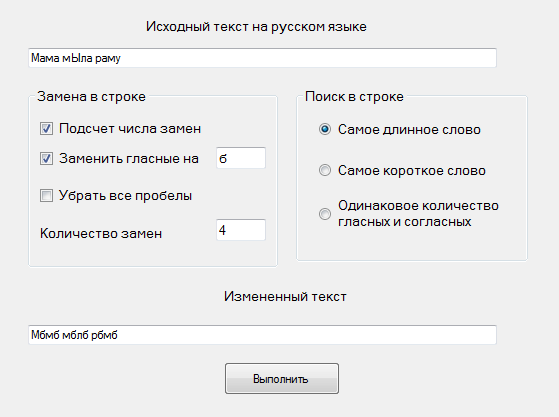 Исходный текст на русском языке
Мама мЫла раму
Замена в строке
Подсчет числа замен
Заменить гласные на б
Убрать все пробелы
Количество замен 4
Поиск в строке
Самое длинное слово
Самое короткое слово
Одинаковое количество
гласных и согласных
Измененный текст
Мбмб мблб рбмб
Выполнить